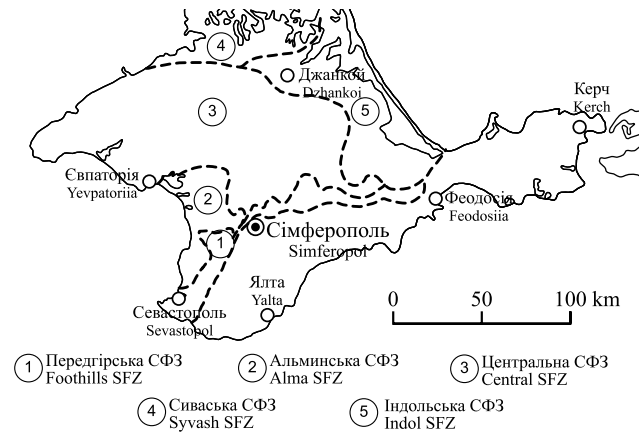 4
Джанкой
Dzhankoi
Керч
Kerch
3
5
Євпаторія
Yevpatoriia
2
Феодосія
Feodosiia
1
Сімферополь
Simferopol
Ялта
Yalta
Севастополь
Sevastopol
0 50 100 km
1 Передгірська СФЗ
Foothills SFZ
2 Альминська СФЗ
Alma SFZ
3 Центральна СФЗ
Central SFZ
4 Сиваська СФЗ
Syvash SFZ
5 Індольська СФЗ
Indol SFZ